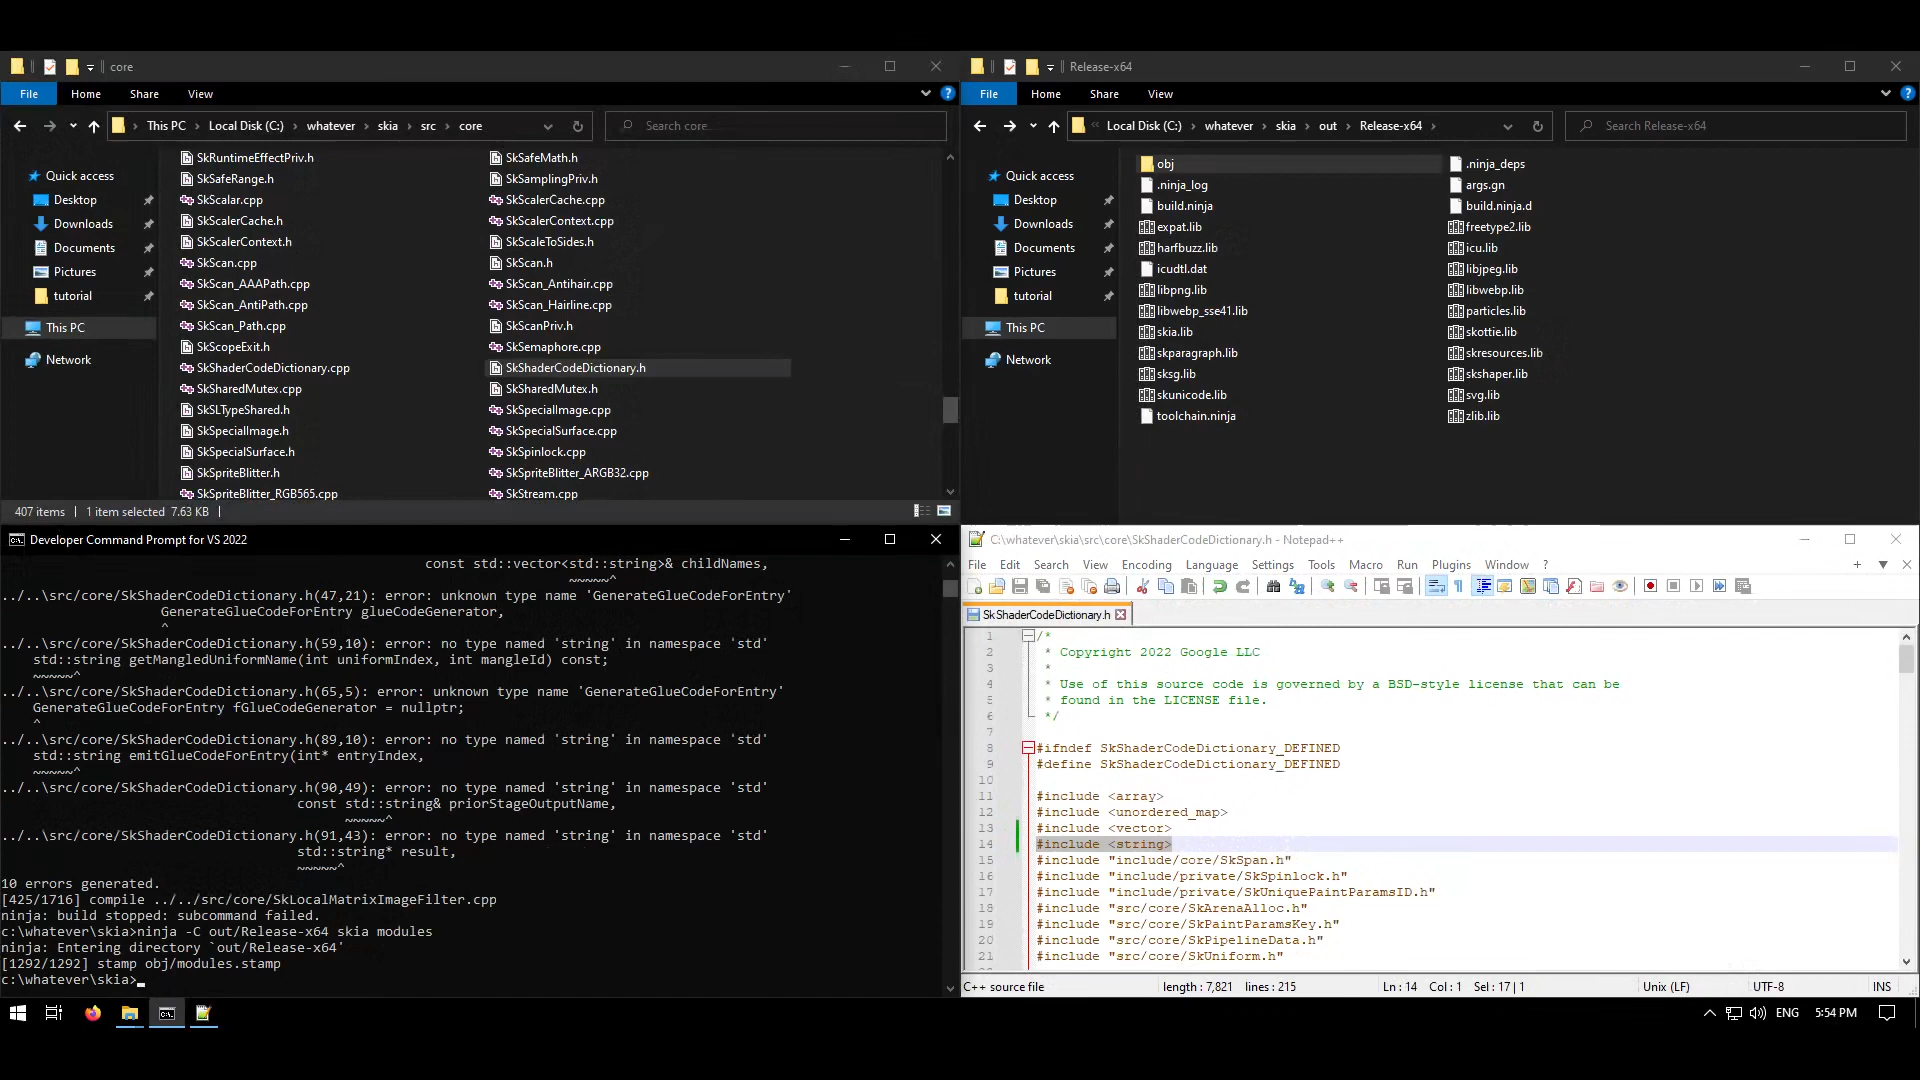 core
File Home Share View
This PC Local Disk (C:) whatever skia src core
Search core
Quick access
Desktop
Downloads
Documents
Pictures
tutorial
This PC
Network
SkRuntimeEffectPriv.h SkSafeMath.h
SkSafeRange.h SkSamplingPriv.h
SkScalar.cpp SkScalerCache.cpp
SkScalerCache.h SkScalerContext.cpp
SkScalerContext.h SkScaleToSides.h
SkScan.cpp SkScan.h
SkScan_AAAPath.cpp SkScan_Antihair.cpp
SkScan_AntiPath.cpp SkScan_Hairline.cpp
SkScan_Path.cpp SkScanPriv.h
SkScopeExit.h SkSemaphore.cpp
SkShaderCodeDictionary.cpp SkShaderCodeDictionary.h
SkSharedMutex.cpp SkSharedMutex.h
SkSLTypeShared.h SkSpecialImage.cpp
SkSpecialImage.h SkSpecialSurface.cpp
SkSpecialSurface.h SkSpinlock.cpp
SkSpriteBlitter.h SkSpriteBlitter_ARGB32.cpp
SkSpriteBlitter_RGB565.cpp SkStream.cpp
407 items 1 item selected 7.63 KB
Release-x64
File Home Share View
« Local Disk (C:) whatever skia out Release-x64
Search Release-x64
Quick access
Desktop
Downloads
Documents
Pictures
tutorial
This PC
Network
obj .ninja_deps
.ninja_log args.gn
build.ninja build.ninja.d
expat.lib freetype2.lib
harfbuzz.lib icu.lib
icudtl.dat libjpeg.lib
libpng.lib libwebp.lib
libwebp_sse41.lib particles.lib
skia.lib skottie.lib
skparagraph.lib skresources.lib
sksg.lib skshaper.lib
skunicode.lib svg.lib
toolchain.ninja zlib.lib
Developer Command Prompt for VS 2022
const std::vector<std::string>& childNames,
~~~~~^
../..\src/core/SkShaderCodeDictionary.h(47,21): error: unknown type name 'GenerateGlueCodeForEntry'
GenerateGlueCodeForEntry glueCodeGenerator,
^
../..\src/core/SkShaderCodeDictionary.h(59,10): error: no type named 'string' in namespace 'std'
std::string getMangledUniformName(int uniformIndex, int mangleId) const;
~~~~~^
../..\src/core/SkShaderCodeDictionary.h(65,5): error: unknown type name 'GenerateGlueCodeForEntry'
GenerateGlueCodeForEntry fGlueCodeGenerator = nullptr;
^
../..\src/core/SkShaderCodeDictionary.h(89,10): error: no type named 'string' in namespace 'std'
std::string emitGlueCodeForEntry(int* entryIndex,
~~~~~^
../..\src/core/SkShaderCodeDictionary.h(90,49): error: no type named 'string' in namespace 'std'
const std::string& priorStageOutputName,
~~~~~^
../..\src/core/SkShaderCodeDictionary.h(91,43): error: no type named 'string' in namespace 'std'
std::string* result,
~~~~~^
10 errors generated.
[425/1716] compile ../../src/core/SkLocalMatrixImageFilter.cpp
ninja: build stopped: subcommand failed.
c:\whatever\skia>ninja -C out/Release-x64 skia modules
ninja: Entering directory `out/Release-x64'
[1292/1292] stamp obj/modules.stamp
c:\whatever\skia>
C:\whatever\skia\src\core\SkShaderCodeDictionary.h - Notepad++
File Edit Search View Encoding Language Settings Tools Macro Run Plugins Window ?
SkShaderCodeDictionary.h
1 /*
2 * Copyright 2022 Google LLC
3 *
4 * Use of this source code is governed by a BSD-style license that can be
5 * found in the LICENSE file.
6 */
7
8 #ifndef SkShaderCodeDictionary_DEFINED
9 #define SkShaderCodeDictionary_DEFINED
10
11 #include <array>
12 #include <unordered_map>
13 #include <vector>
14 #include <string>
15 #include "include/core/SkSpan.h"
16 #include "include/private/SkSpinlock.h"
17 #include "include/private/SkUniquePaintParamsID.h"
18 #include "src/core/SkArenaAlloc.h"
19 #include "src/core/SkPaintParamsKey.h"
20 #include "src/core/SkPipelineData.h"
21 #include "src/core/SkUniform.h"
C++ source file length : 7,821 lines : 215 Ln : 14 Col : 1 Sel : 17 | 1 Unix (LF) UTF-8 INS
ENG 5:54 PM